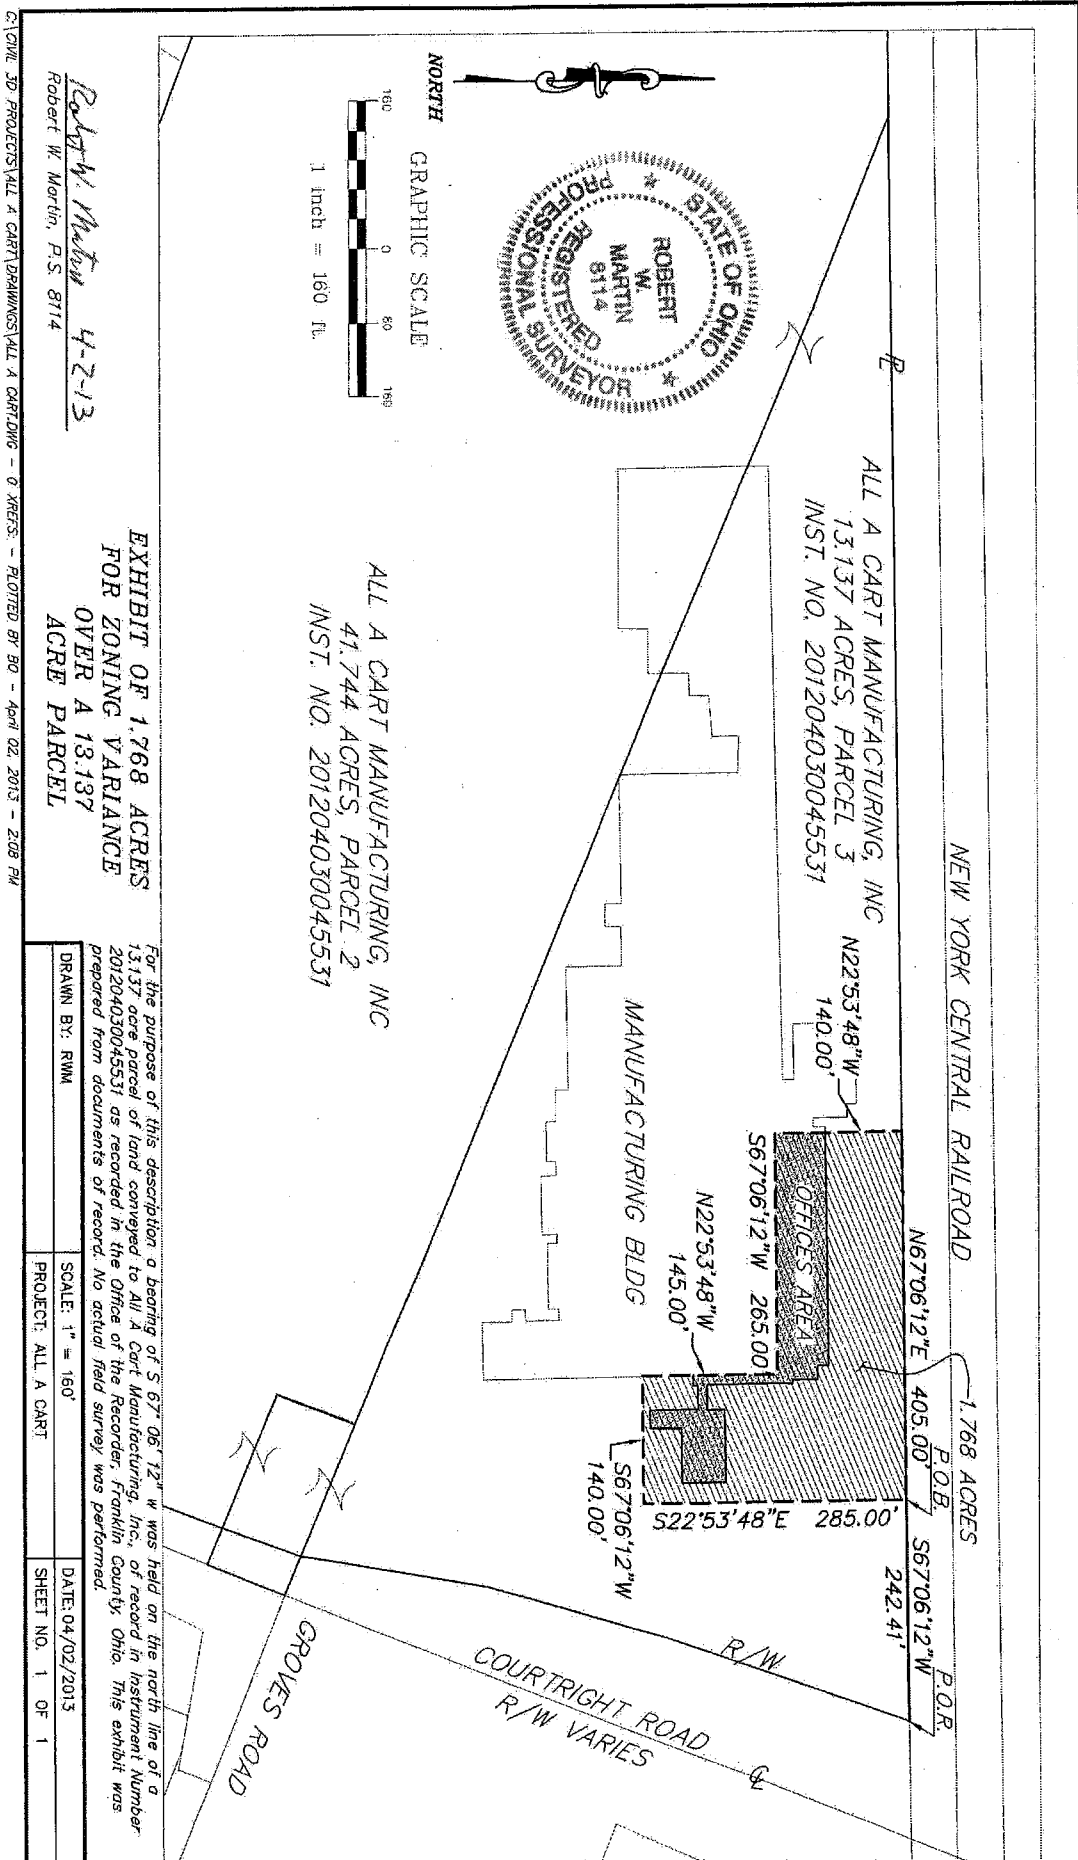 NEW YORK CENTRAL RAILROAD
1.768 ACRES
P.O.B.
P.O.R.
N67°06'12"E 405.00'
S67°06'12"W
242.41'
ALL A CART MANUFACTURING, INC
13.137 ACRES, PARCEL 3
INST. NO. 201204030045531
N22°53'48"W
140.00'
OFFICES AREA
S67°06'12"W 265.00'
N22°53'48"W
145.00'
S22°53'48"E 285.00'
S67°06'12"W
140.00'
MANUFACTURING BLDG
R/W
COURTRIGHT ROAD
R/W VARIES
GROVES ROAD
STATE OF OHIO
ROBERT
W.
MARTIN
8114
REGISTERED
PROFESSIONAL SURVEYOR
NORTH
GRAPHIC SCALE
160 0 80 160
1 inch = 160 ft.
ALL A CART MANUFACTURING, INC
41.744 ACRES, PARCEL 2
INST. NO. 201204030045531
EXHIBIT OF 1.768 ACRES
FOR ZONING VARIANCE
OVER A 13.137
ACRE PARCEL
For the purpose of this description a bearing of S 67° 06' 12" w was held on the north line of a
13.137 acre parcel of land conveyed to All A Cart Manufacturing, Inc., of record in Instrument Number
201204030045531 as recorded in the Office of the Recorder, Franklin County, Ohio. This exhibit was
prepared from documents of record. No actual field survey was performed.
Robert W. Martin 4-2-13
Robert W. Martin, P.S. 8114
DRAWN BY: RWM
SCALE: 1" = 160'
DATE: 04/02/2013
PROJECT: ALL A CART
SHEET NO. 1 OF 1
C:\CIVIL 3D PROJECTS\ALL A CART\DRAWINGS\ALL A CART.DWG - 0 XREFS: - PLOTTED BY BO - April 02, 2013 - 2:08 PM